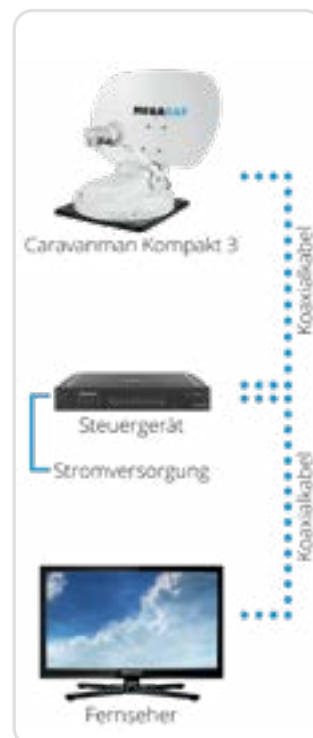 MEGASAT
Caravanman Kompakt 3
Koaxialkabel
Steuergerät
Stromversorgung
Koaxialkabel
Fernseher